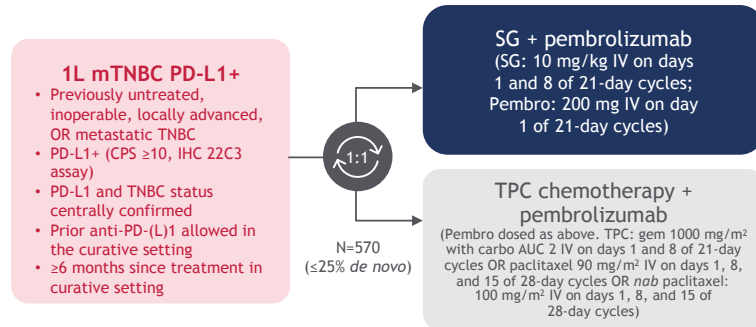 1L mTNBC PD-L1+
• Previously untreated,
inoperable, locally advanced,
OR metastatic TNBC
• PD-L1+ (CPS ≥10, IHC 22C3
assay)
• PD-L1 and TNBC status
centrally confirmed
• Prior anti-PD-(L)1 allowed in
the curative setting
• ≥6 months since treatment in
curative setting
1:1
N=570
(≤25% de novo)
SG + pembrolizumab
(SG: 10 mg/kg IV on days
1 and 8 of 21-day cycles;
Pembro: 200 mg IV on day
1 of 21-day cycles)
TPC chemotherapy +
pembrolizumab
(Pembro dosed as above. TPC: gem 1000 mg/m²
with carbo AUC 2 IV on days 1 and 8 of 21-day
cycles OR paclitaxel 90 mg/m² IV on days 1, 8,
and 15 of 28-day cycles OR nab paclitaxel:
100 mg/m² IV on days 1, 8, and 15 of
28-day cycles)